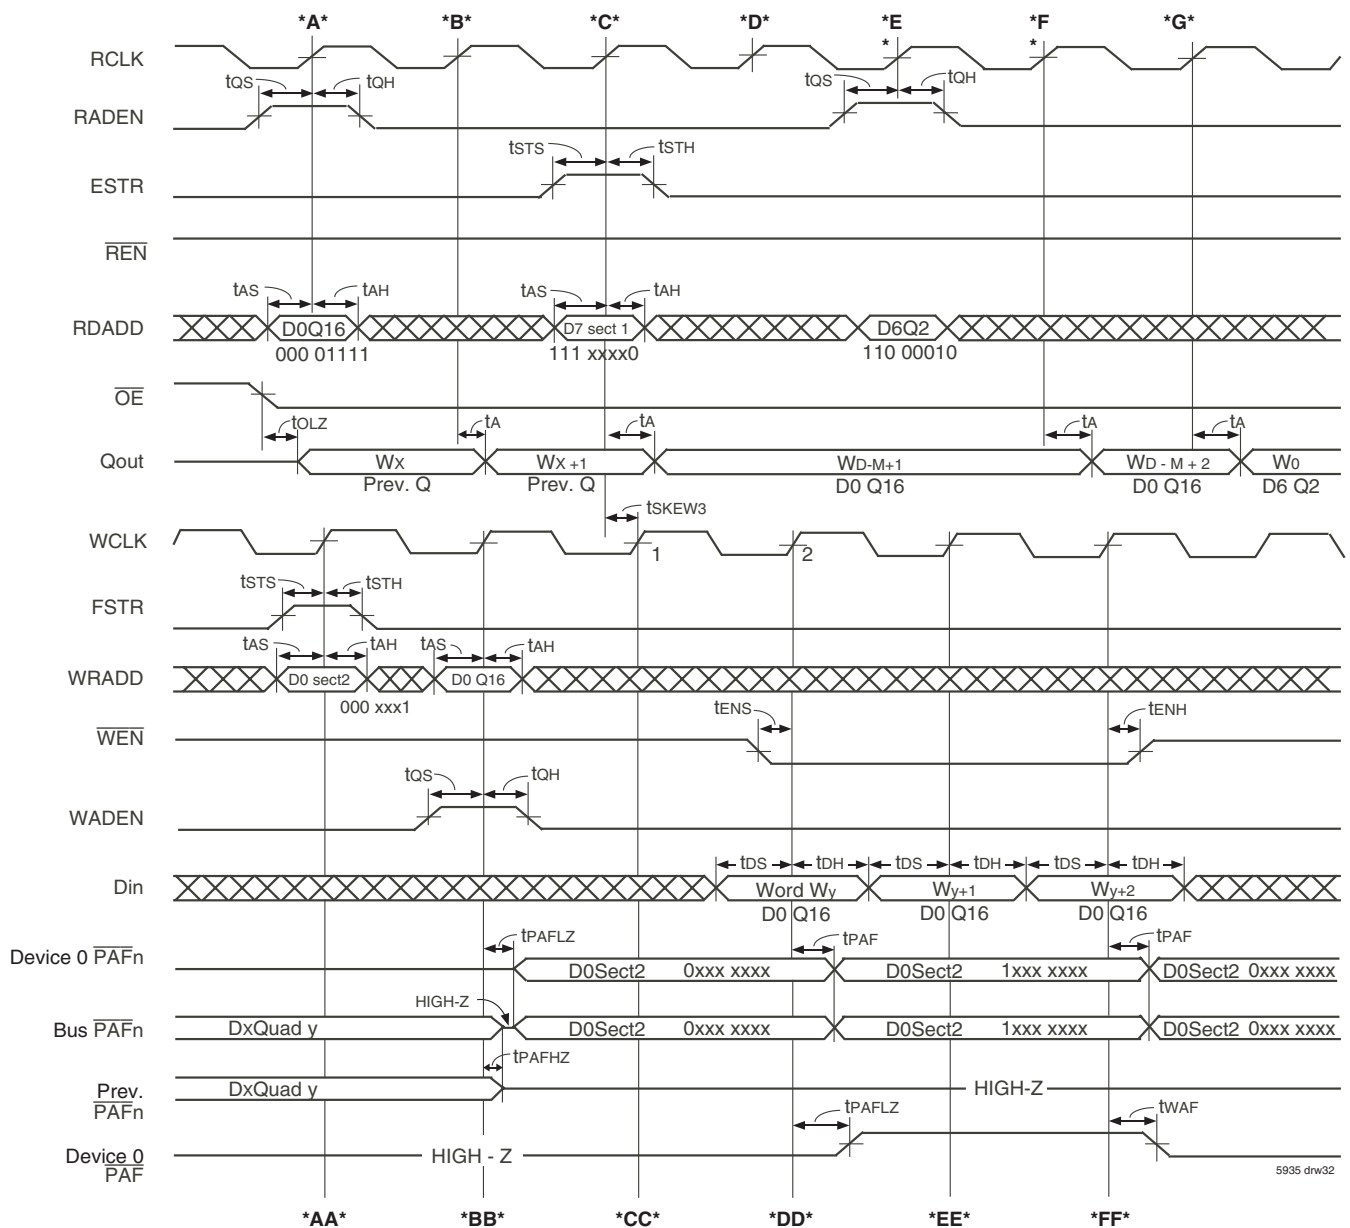 *A* *B* *C* *D* *E *F *G*
* *
RCLK
tQS tQH tQS tQH
RADEN
tSTS tSTH
ESTR
REN
tAS tAH tAS tAH
RDADD D0Q16 D7 sect 1 D6Q2
000 01111 111 xxxx0 110 00010
OE
tOLZ tA tA tA tA
Qout WX WX +1 WD-M+1 WD - M + 2 W0
Prev. Q Prev. Q D0 Q16 D0 Q16 D6 Q2
tSKEW3
WCLK 1 2
tSTS tSTH
FSTR
tAS tAH tAS tAH
WRADD D0 sect2 D0 Q16
000 xxx1
tENS tENH
WEN
tQS tQH
WADEN
tDS tDH tDS tDH tDS tDH
Din Word Wy Wy+1 Wy+2
D0 Q16 D0 Q16 D0 Q16
tPAFLZ tPAF tPAF
Device 0 PAFn D0Sect2 0xxx xxxx D0Sect2 1xxx xxxx D0Sect2 0xxx xxxx
HIGH-Z
Bus PAFn DxQuad y D0Sect2 0xxx xxxx D0Sect2 1xxx xxxx D0Sect2 0xxx xxxx
tPAFHZ
Prev. DxQuad y HIGH-Z
PAFn
tPAFLZ tWAF
Device 0 HIGH - Z
PAF
5935 drw32
*AA* *BB* *CC* *DD* *EE* *FF*